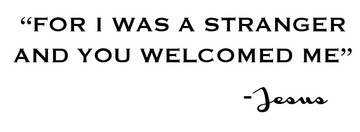 “FOR I WAS A STRANGER
AND YOU WELCOMED ME”
-Jesus